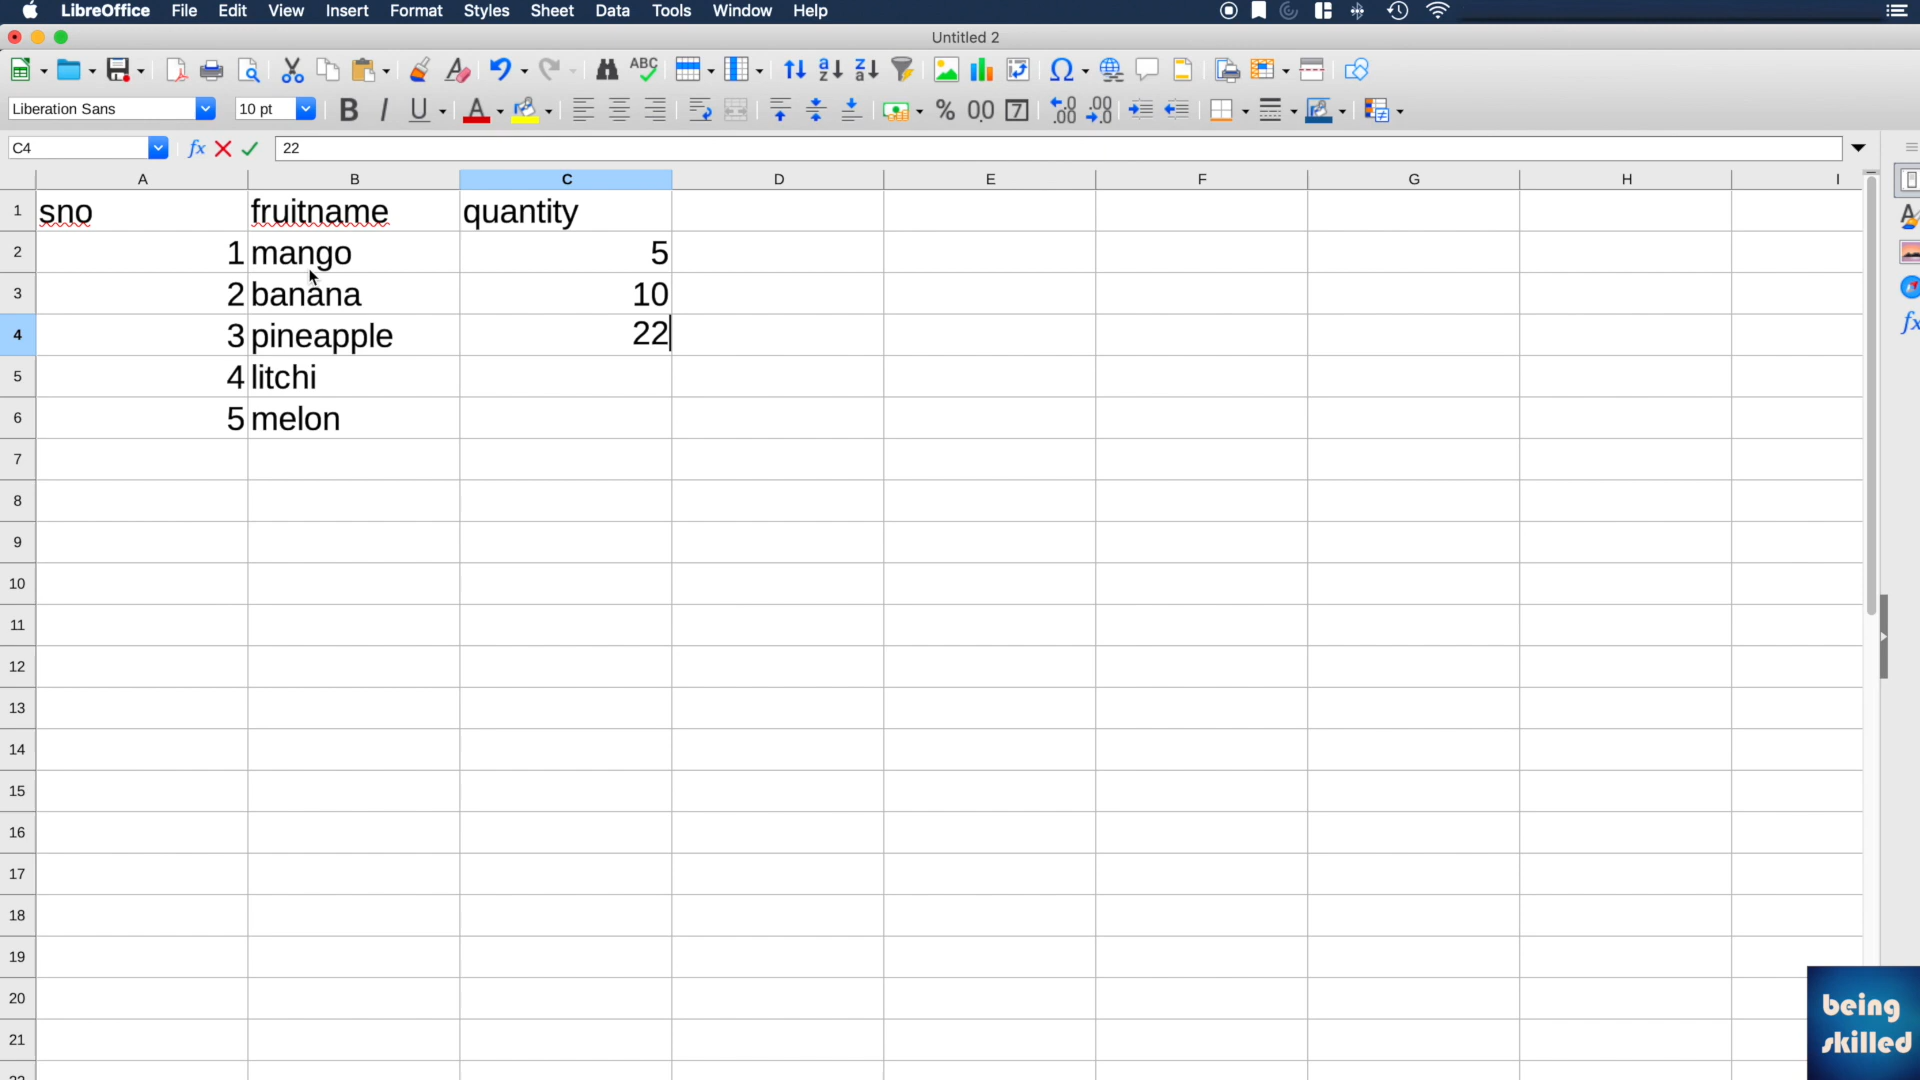 LibreOffice File Edit View Insert Format Styles Sheet Data Tools Window Help
Untitled 2
Liberation Sans 10 pt
C4 fx 22
A B C D E F G H I
1 sno fruitname quantity
2 1 mango 5
3 2 banana 10
4 3 pineapple 22
5 4 litchi
6 5 melon
7
8
9
10
11
12
13
14
15
16
17
18
19
20
21
being
skilled